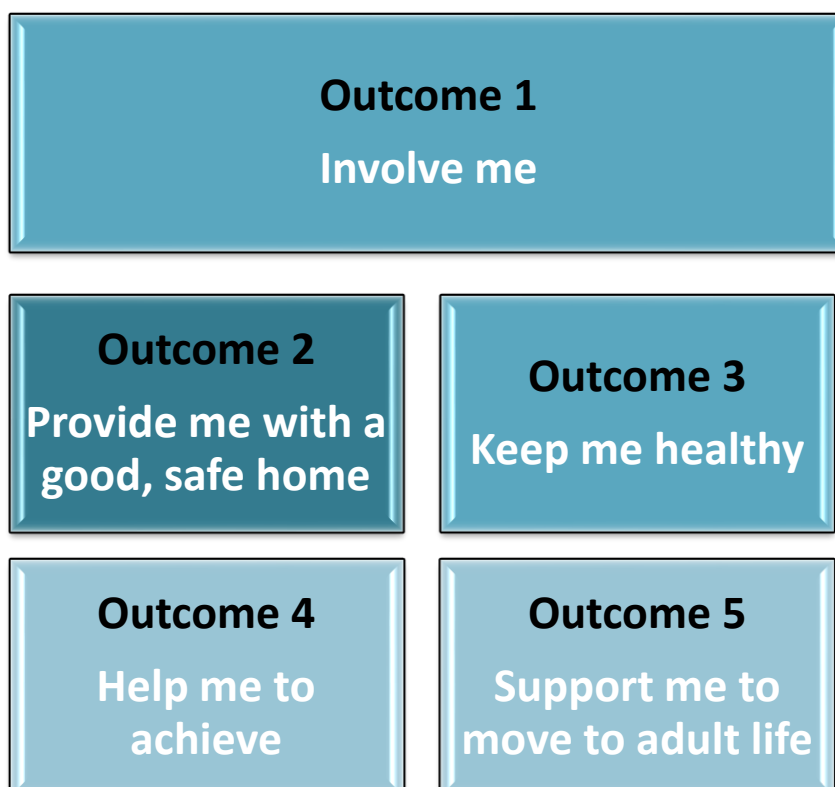 Outcome 1
Involve me
Outcome 2
Provide me with a
good, safe home
Outcome 3
Keep me healthy
Outcome 4
Help me to
achieve
Outcome 5
Support me to
move to adult life